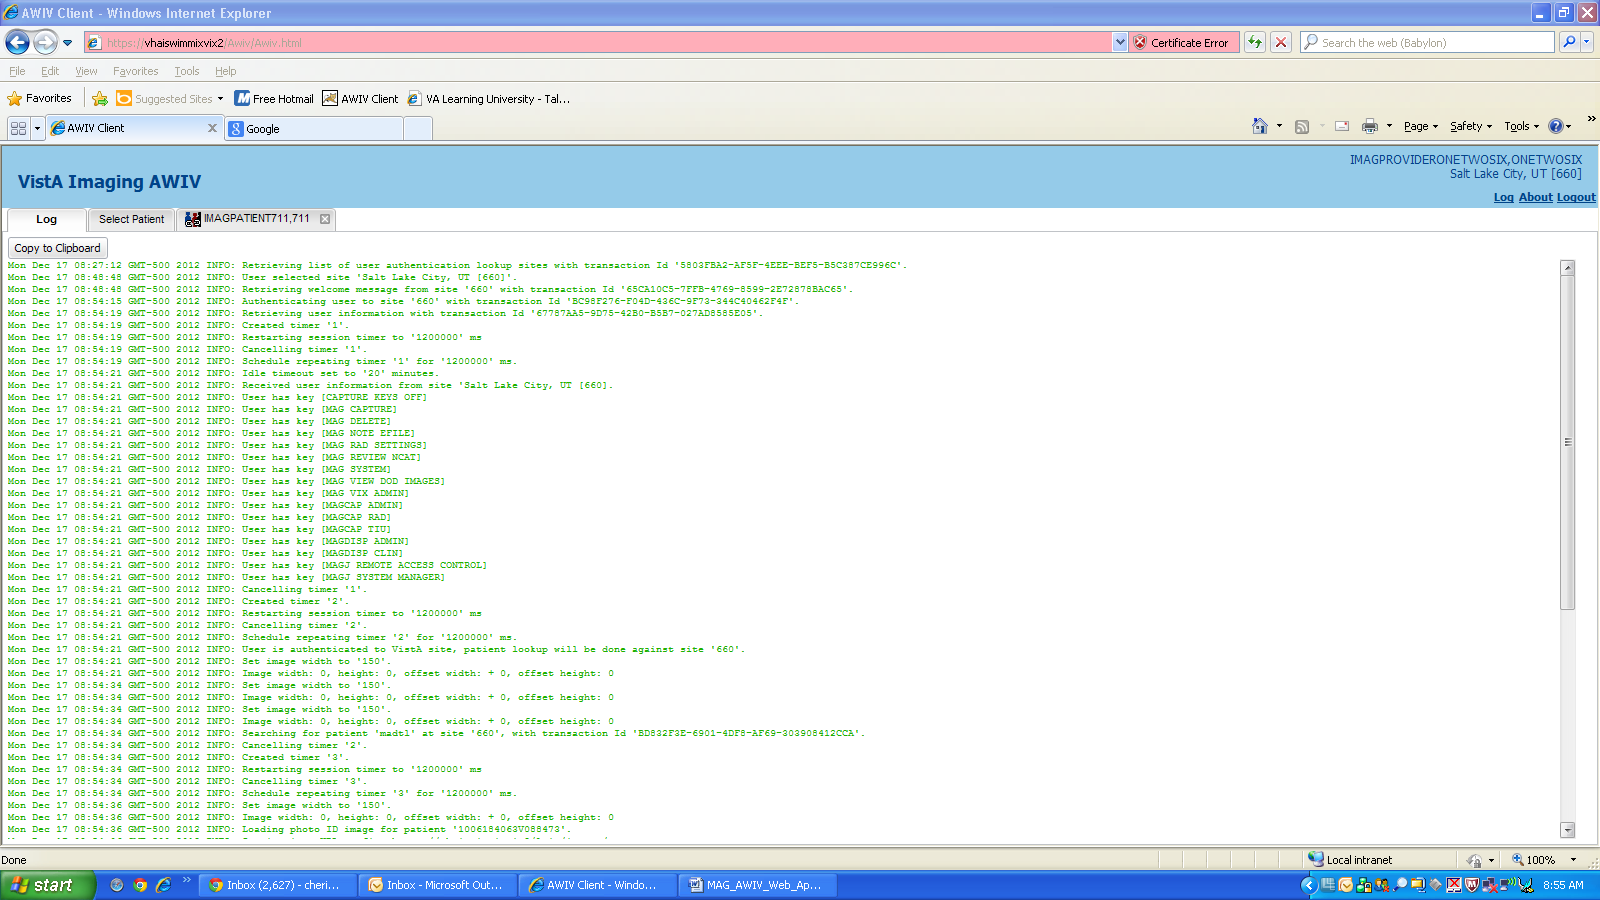 AWIV Client - Windows Internet Explorer
https://vhaiswimmixvix2/Awiv/Awiv.html
Certificate Error
Search the web (Babylon)
File Edit View Favorites Tools Help
Favorites
Suggested Sites
Free Hotmail
AWIV Client
VA Learning University - Tal...
AWIV Client
Google
Page Safety Tools
IMAGPROVIDERONETWOSIX,ONETWOSIX
Salt Lake City, UT [660]
VistA Imaging AWIV
Log About Logout
Log
Select Patient
IMAGPATIENT711,711
Copy to Clipboard
Mon Dec 17 08:27:12 GMT-500 2012 INFO: Retrieving list of user authentication lookup sites with transaction Id '5803FBA2-AF5F-4EEE-BEF5-B5C387CE996C'.
Mon Dec 17 08:48:48 GMT-500 2012 INFO: User selected site 'Salt Lake City, UT [660]'.
Mon Dec 17 08:48:48 GMT-500 2012 INFO: Retrieving welcome message from site '660' with transaction Id '65CA10C5-7FFB-4769-8599-2E72878BAC65'.
Mon Dec 17 08:54:15 GMT-500 2012 INFO: Authenticating user to site '660' with transaction Id 'BC98F276-F04D-436C-9F73-344C40462F4F'.
Mon Dec 17 08:54:19 GMT-500 2012 INFO: Retrieving user information with transaction Id '67787AA5-9D75-42B0-B5B7-027AD8585E05'.
Mon Dec 17 08:54:19 GMT-500 2012 INFO: Created timer '1'.
Mon Dec 17 08:54:19 GMT-500 2012 INFO: Restarting session timer to '1200000' ms
Mon Dec 17 08:54:19 GMT-500 2012 INFO: Cancelling timer '1'.
Mon Dec 17 08:54:19 GMT-500 2012 INFO: Schedule repeating timer '1' for '1200000' ms.
Mon Dec 17 08:54:21 GMT-500 2012 INFO: Idle timeout set to '20' minutes.
Mon Dec 17 08:54:21 GMT-500 2012 INFO: Received user information from site 'Salt Lake City, UT [660].
Mon Dec 17 08:54:21 GMT-500 2012 INFO: User has key [CAPTURE KEYS OFF]
Mon Dec 17 08:54:21 GMT-500 2012 INFO: User has key [MAG CAPTURE]
Mon Dec 17 08:54:21 GMT-500 2012 INFO: User has key [MAG DELETE]
Mon Dec 17 08:54:21 GMT-500 2012 INFO: User has key [MAG NOTE EFILE]
Mon Dec 17 08:54:21 GMT-500 2012 INFO: User has key [MAG RAD SETTINGS]
Mon Dec 17 08:54:21 GMT-500 2012 INFO: User has key [MAG REVIEW NCAT]
Mon Dec 17 08:54:21 GMT-500 2012 INFO: User has key [MAG SYSTEM]
Mon Dec 17 08:54:21 GMT-500 2012 INFO: User has key [MAG VIEW DOD IMAGES]
Mon Dec 17 08:54:21 GMT-500 2012 INFO: User has key [MAG VIX ADMIN]
Mon Dec 17 08:54:21 GMT-500 2012 INFO: User has key [MAGCAP ADMIN]
Mon Dec 17 08:54:21 GMT-500 2012 INFO: User has key [MAGCAP RAD]
Mon Dec 17 08:54:21 GMT-500 2012 INFO: User has key [MAGCAP TIU]
Mon Dec 17 08:54:21 GMT-500 2012 INFO: User has key [MAGDISP ADMIN]
Mon Dec 17 08:54:21 GMT-500 2012 INFO: User has key [MAGDISP CLIN]
Mon Dec 17 08:54:21 GMT-500 2012 INFO: User has key [MAGJ REMOTE ACCESS CONTROL]
Mon Dec 17 08:54:21 GMT-500 2012 INFO: User has key [MAGJ SYSTEM MANAGER]
Mon Dec 17 08:54:21 GMT-500 2012 INFO: Cancelling timer '1'.
Mon Dec 17 08:54:21 GMT-500 2012 INFO: Created timer '2'.
Mon Dec 17 08:54:21 GMT-500 2012 INFO: Restarting session timer to '1200000' ms
Mon Dec 17 08:54:21 GMT-500 2012 INFO: Cancelling timer '2'.
Mon Dec 17 08:54:21 GMT-500 2012 INFO: Schedule repeating timer '2' for '1200000' ms.
Mon Dec 17 08:54:21 GMT-500 2012 INFO: User is authenticated to VistA site, patient lookup will be done against site '660'.
Mon Dec 17 08:54:21 GMT-500 2012 INFO: Set image width to '150'.
Mon Dec 17 08:54:21 GMT-500 2012 INFO: Image width: 0, height: 0, offset width: + 0, offset height: 0
Mon Dec 17 08:54:34 GMT-500 2012 INFO: Set image width to '150'.
Mon Dec 17 08:54:34 GMT-500 2012 INFO: Image width: 0, height: 0, offset width: + 0, offset height: 0
Mon Dec 17 08:54:34 GMT-500 2012 INFO: Set image width to '150'.
Mon Dec 17 08:54:34 GMT-500 2012 INFO: Image width: 0, height: 0, offset width: + 0, offset height: 0
Mon Dec 17 08:54:34 GMT-500 2012 INFO: Searching for patient 'madtl' at site '660', with transaction Id 'BD832F3E-6901-4DF8-AF69-303908412CCA'.
Mon Dec 17 08:54:34 GMT-500 2012 INFO: Cancelling timer '2'.
Mon Dec 17 08:54:34 GMT-500 2012 INFO: Created timer '3'.
Mon Dec 17 08:54:34 GMT-500 2012 INFO: Restarting session timer to '1200000' ms
Mon Dec 17 08:54:34 GMT-500 2012 INFO: Cancelling timer '3'.
Mon Dec 17 08:54:34 GMT-500 2012 INFO: Schedule repeating timer '3' for '1200000' ms.
Mon Dec 17 08:54:36 GMT-500 2012 INFO: Set image width to '150'.
Mon Dec 17 08:54:36 GMT-500 2012 INFO: Image width: 0, height: 0, offset width: + 0, offset height: 0
Mon Dec 17 08:54:36 GMT-500 2012 INFO: Loading photo ID image for patient '1006184063V088473'.
Done
Local intranet
100%
start
Inbox (2,627) - cheri...
Inbox - Microsoft Out...
AWIV Client - Windo...
MAG_AWIV_Web_Ap...
8:55 AM